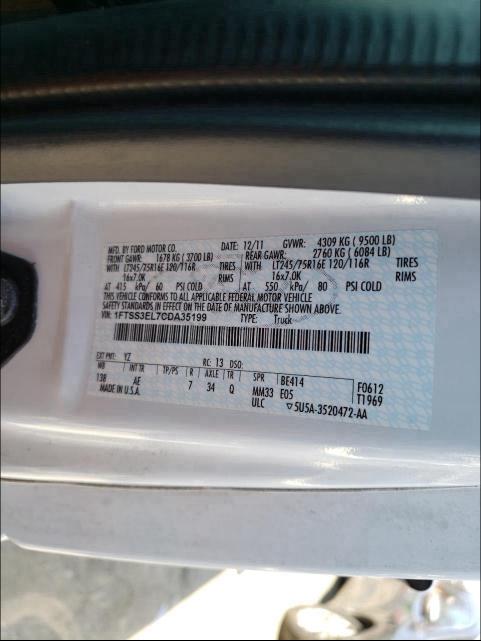 MFD. BY FORD MOTOR CO. DATE: 12/11 GVWR: 4309 KG ( 9500 LB)
FRONT GAWR: 1678 KG ( 3700 LB) REAR GAWR: 2760 KG ( 6084 LB)
WITH LT245/75R16E 120/116R TIRES WITH LT245/75R16E 120/116R TIRES
16x7.0K RIMS 16x7.0K RIMS
AT 415 kPa/ 60 PSI COLD AT 550 kPa/ 80 PSI COLD
THIS VEHICLE CONFORMS TO ALL APPLICABLE FEDERAL MOTOR VEHICLE
SAFETY STANDARDS IN EFFECT ON THE DATE OF MANUFACTURE SHOWN ABOVE.
VIN: 1FTSS3EL7CDA35199 TYPE: Truck
EXT PNT: YZ RC: 13 DSO:
WB INT TR TP/PS R AXLE TR SPR BE414 F0612
138 AE 7 34 Q MM33 E05 T1969
MADE IN U.S.A. ULC ▽5U5A-3520472-AA